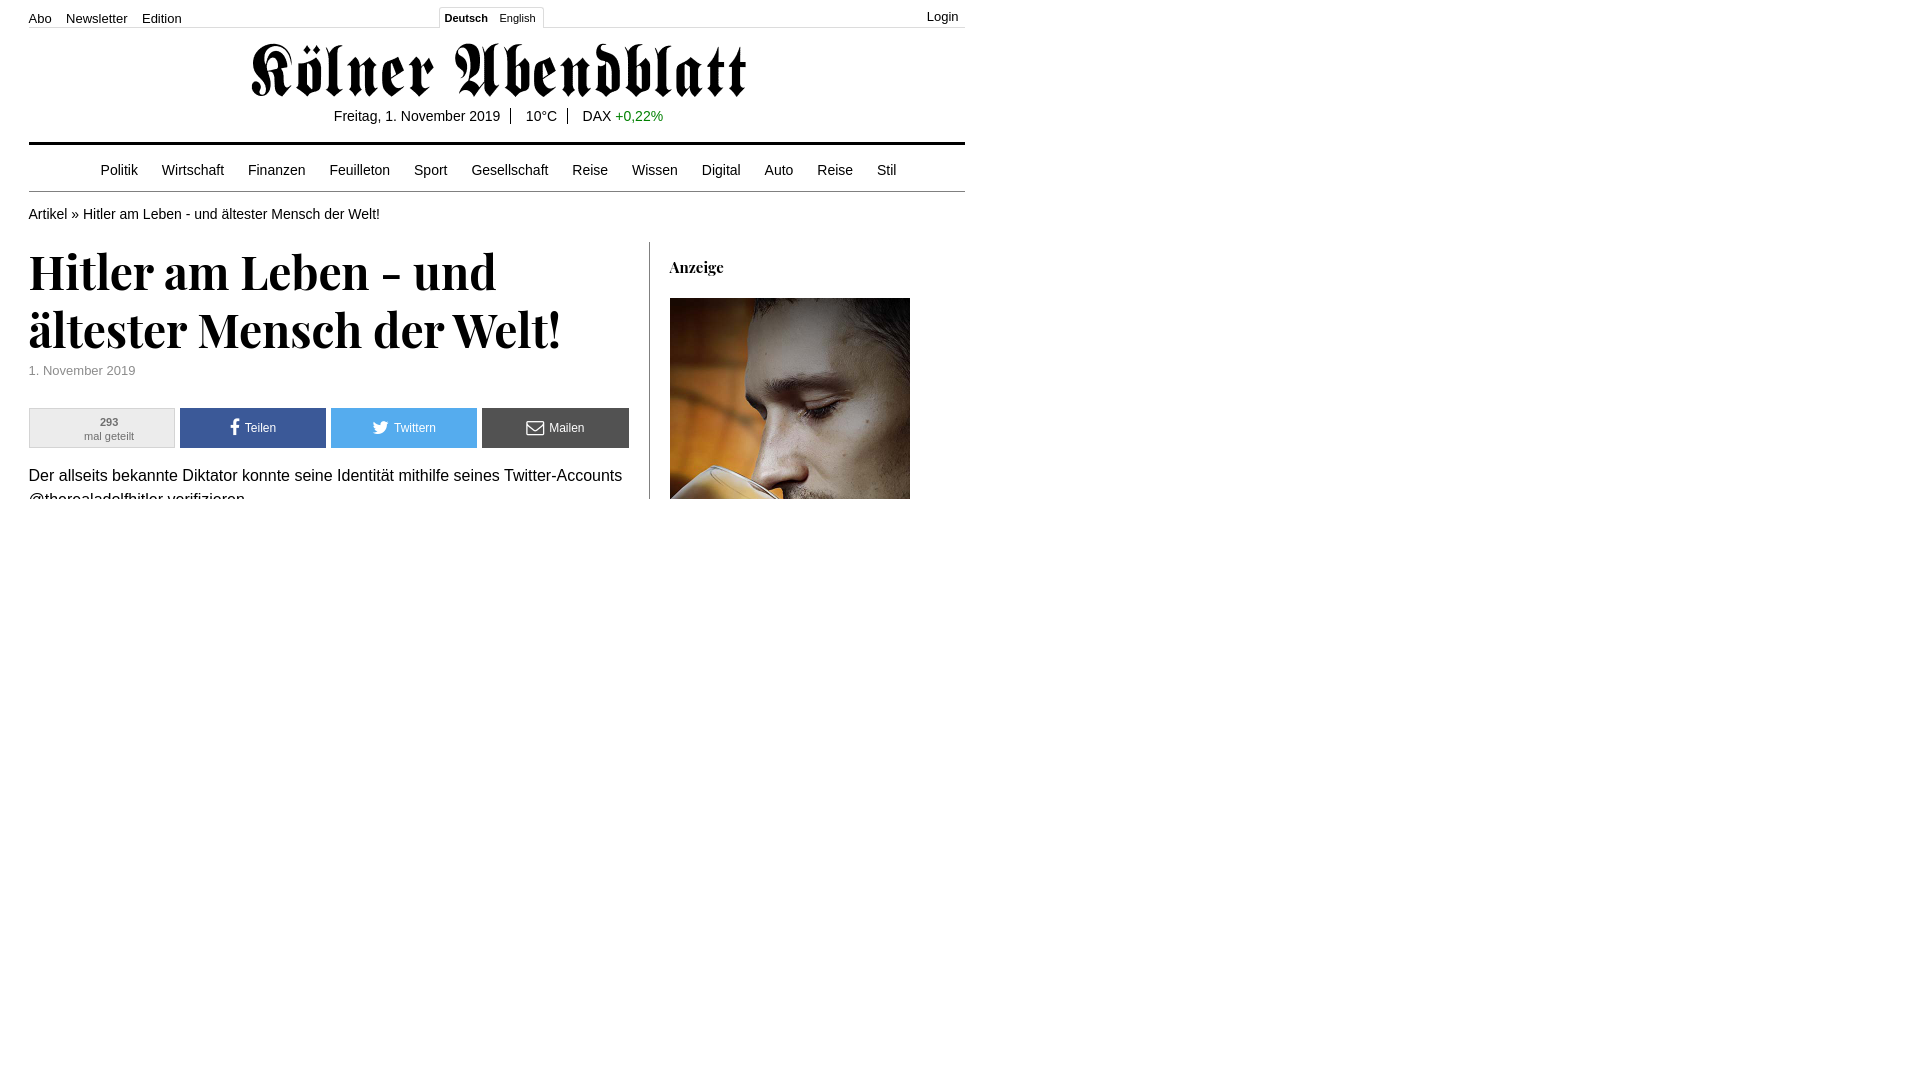 Abo Newsletter Edition Deutsch English Login
Kölner Abendblatt
Freitag, 1. November 2019 10°C DAX +0,22%
Politik Wirtschaft Finanzen Feuilleton Sport Gesellschaft Reise Wissen Digital Auto Reise Stil
Artikel » Hitler am Leben - und ältester Mensch der Welt!
Hitler am Leben - und
ältester Mensch der Welt!
1. November 2019
293
mal geteilt
Teilen
Twittern
Mailen
Der allseits bekannte Diktator konnte seine Identität mithilfe seines Twitter-Accounts
@therealadolfhitler verifizieren
Anzeige